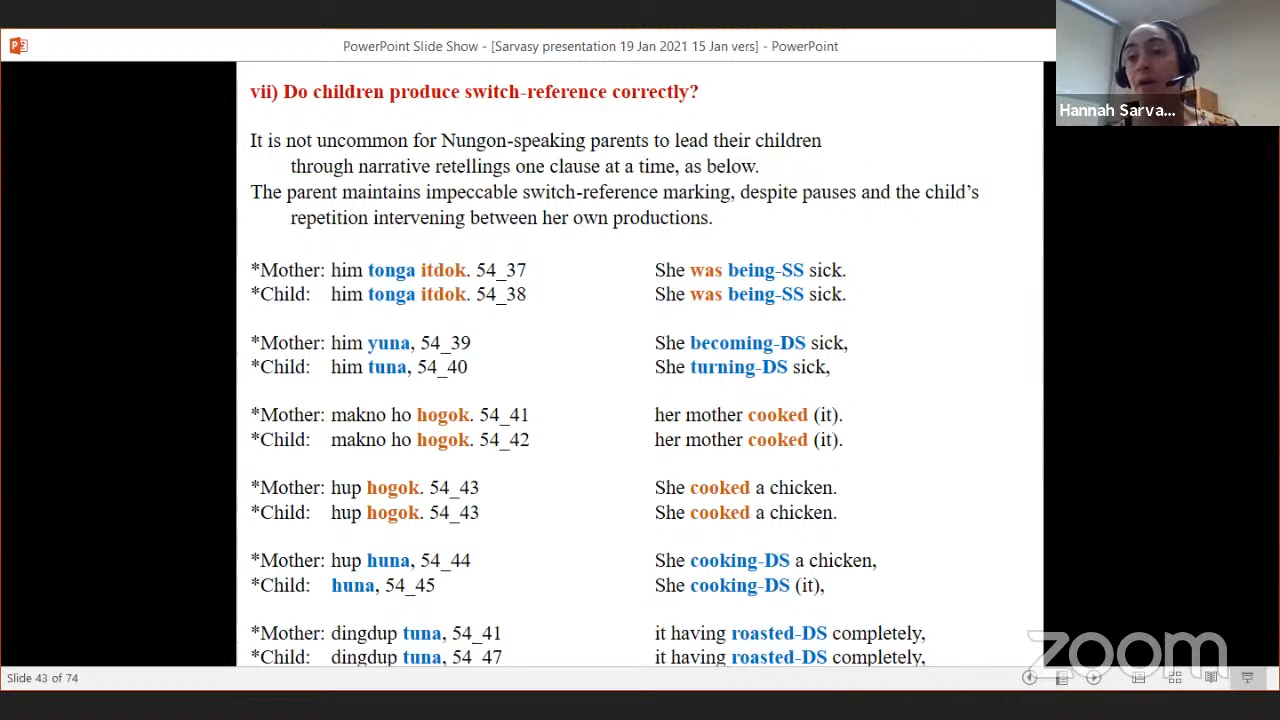 PowerPoint Slide Show - [Sarvasy presentation 19 Jan 2021 15 Jan vers] - PowerPoint
Hannah Sarva...
vii) Do children produce switch-reference correctly?
It is not uncommon for Nungon-speaking parents to lead their children
through narrative retellings one clause at a time, as below.
The parent maintains impeccable switch-reference marking, despite pauses and the child's
repetition intervening between her own productions.
*Mother: him tonga itdok. 54_37 She was being-SS sick.
*Child: him tonga itdok. 54_38 She was being-SS sick.
*Mother: him yuna, 54_39 She becoming-DS sick,
*Child: him tuna, 54_40 She turning-DS sick,
*Mother: makno ho hogok. 54_41 her mother cooked (it).
*Child: makno ho hogok. 54_42 her mother cooked (it).
*Mother: hup hogok. 54_43 She cooked a chicken.
*Child: hup hogok. 54_43 She cooked a chicken.
*Mother: hup huna, 54_44 She cooking-DS a chicken,
*Child: huna, 54_45 She cooking-DS (it),
*Mother: dingdup tuna, 54_41 it having roasted-DS completely,
*Child: dingdup tuna, 54_47 it having roasted-DS completely,
zoom
Slide 43 of 74